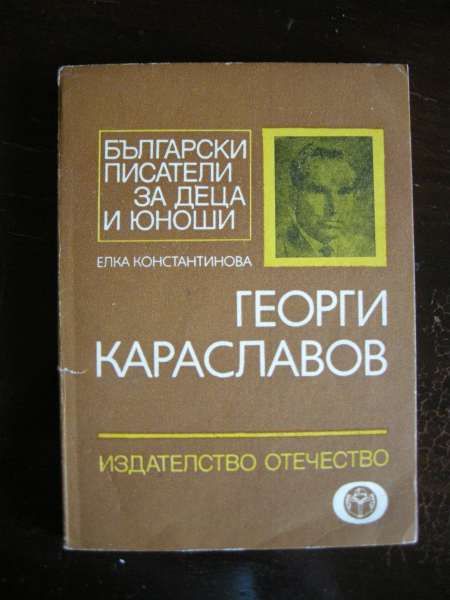 БЪЛГАРСКИ
ПИСАТЕЛИ
ЗА ДЕЦА
И ЮНОШИ
ЕЛКА КОНСТАНТИНОВА
ГЕОРГИ
КАРАСЛАВОВ
ИЗДАТЕЛСТВО ОТЕЧЕСТВО